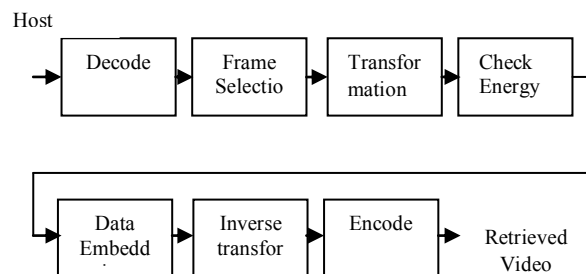 Host
Decode
Frame
Selectio
Transfor
mation
Check
Energy
Data
Embedd
Inverse
transfor
Encode
Retrieved
Video